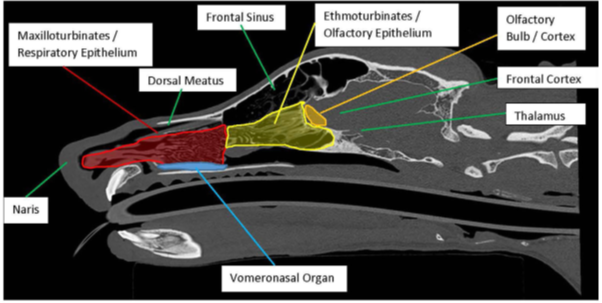 Maxilloturbinates /
Respiratory Epithelium
Frontal Sinus
Ethmoturbinates /
Olfactory Epithelium
Olfactory
Bulb / Cortex
Dorsal Meatus
Frontal Cortex
Thalamus
Naris
Vomeronasal Organ